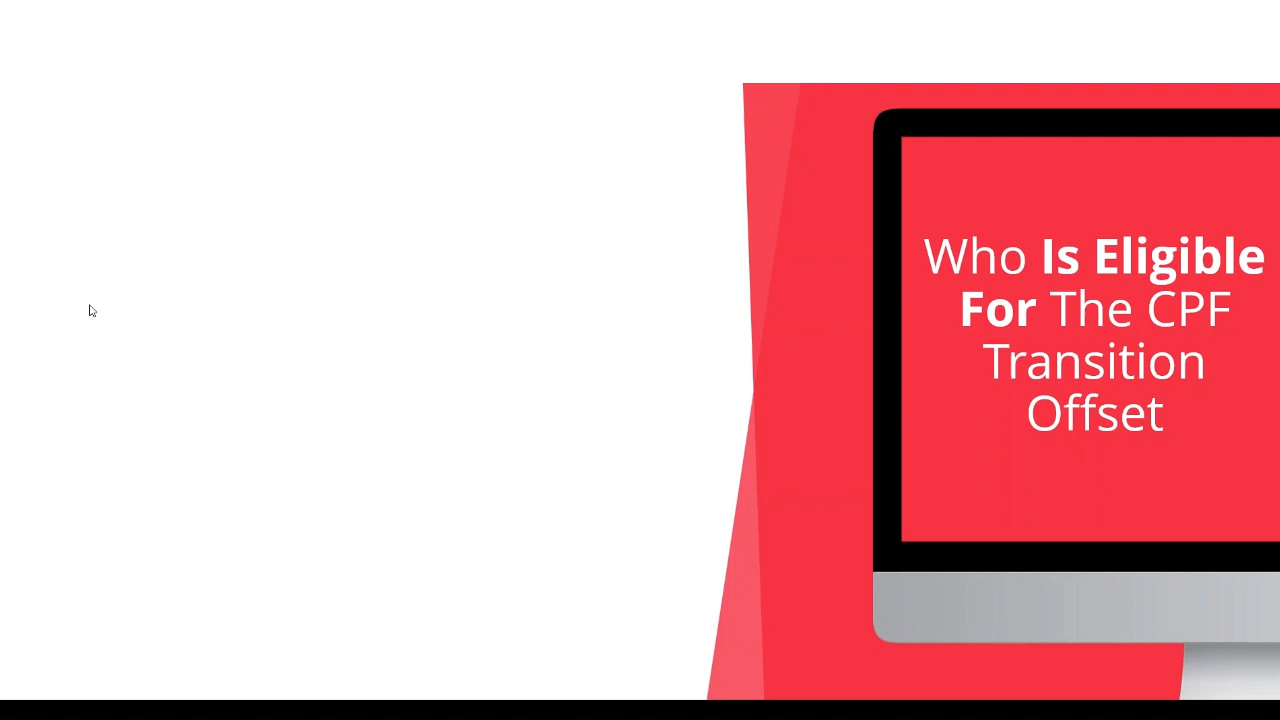 Who Is Eligible
For The CPF
Transition
Offset